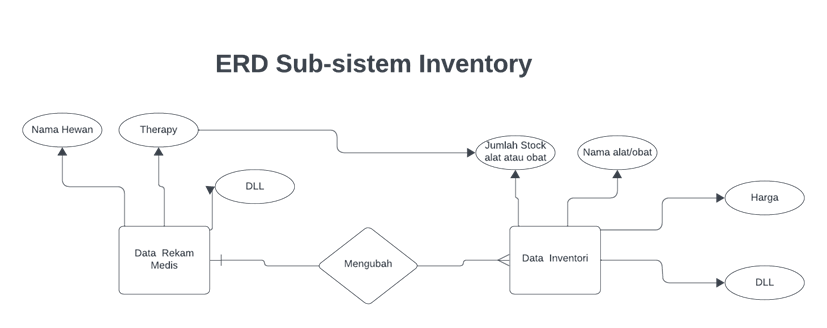 ERD Sub-sistem Inventory
Nama Hewan
Therapy
Jumlah Stock
alat atau obat
Nama alat/obat
DLL
Harga
Data Rekam
Medis
Mengubah
Data Inventori
DLL